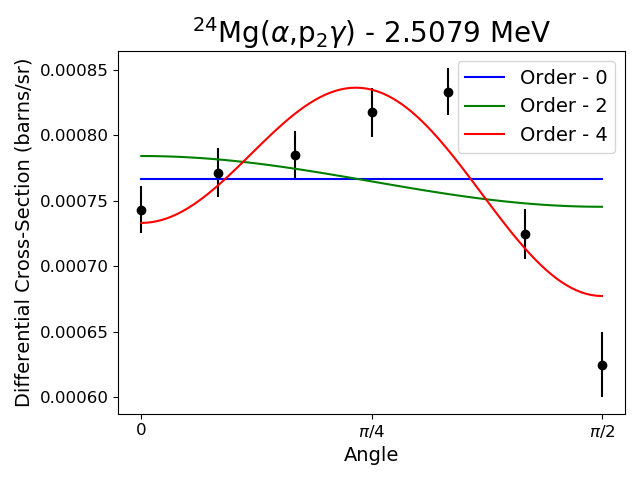 ²⁴Mg(α,p₂γ) - 2.5079 MeV
Order - 0
Order - 2
Order - 4
Differential Cross-Section (barns/sr)
0.00085
0.00080
0.00075
0.00070
0.00065
0.00060
0 π/4 π/2
Angle